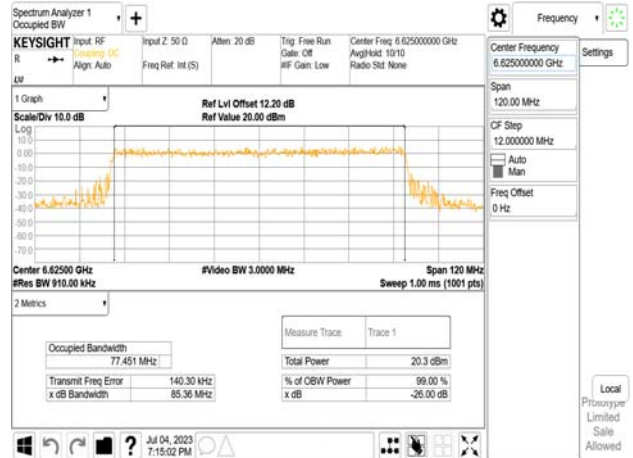 Spectrum Analyzer 1
Occupied BW
Frequency
KEYSIGHT
Input: RF
Coupling: DC
Align: Auto
Input Z: 50 Ω
Freq Ref: Int (S)
Atten: 20 dB
Trig: Free Run
Gate: Off
#IF Gain: Low
Center Freq: 6.625000000 GHz
Avg|Hold: 10/10
Radio Std: None
R
LXI
Center Frequency
6.625000000 GHz
Settings
Span
120.00 MHz
CF Step
12.000000 MHz
Auto
Man
Freq Offset
0 Hz
1 Graph
Scale/Div 10.0 dB
Ref Lvl Offset 12.20 dB
Ref Value 20.00 dBm
Log
10.0
0.00
-10.0
-20.0
-30.0
-40.0
-50.0
-60.0
-70.0
Center 6.62500 GHz
#Res BW 910.00 kHz
#Video BW 3.0000 MHz
Span 120 MHz
Sweep 1.00 ms (1001 pts)
2 Metrics
Measure Trace Trace 1
Occupied Bandwidth
77.451 MHz
Total Power 20.3 dBm
Transmit Freq Error 140.30 kHz
% of OBW Power 99.00 %
x dB Bandwidth 85.36 MHz
x dB -26.00 dB
Local
Prototype
Limited
Sale
Allowed
Jul 04, 2023
7:15:02 PM